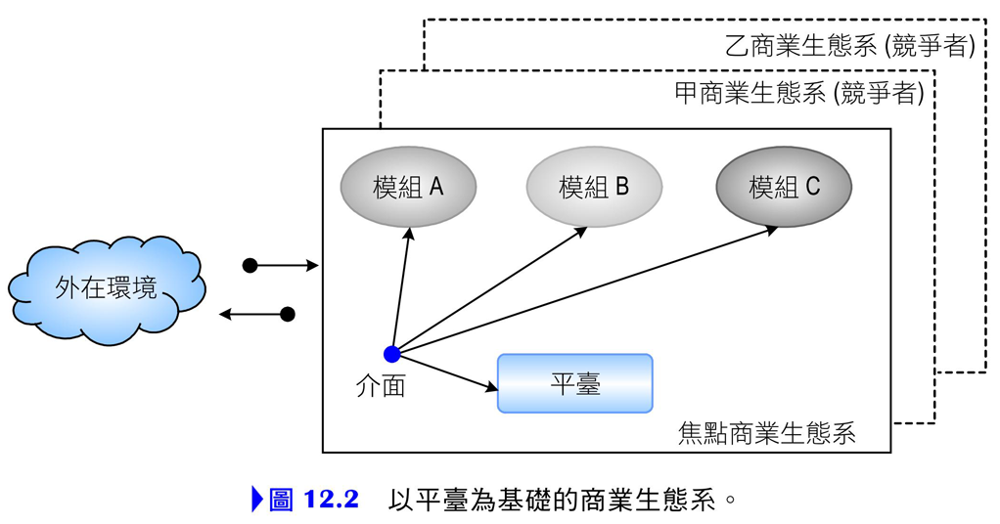 乙商業生態系 (競爭者)
甲商業生態系 (競爭者)
模組 A
模組 B
模組 C
外在環境
介面
平臺
焦點商業生態系
圖 12.2 以平臺為基礎的商業生態系。